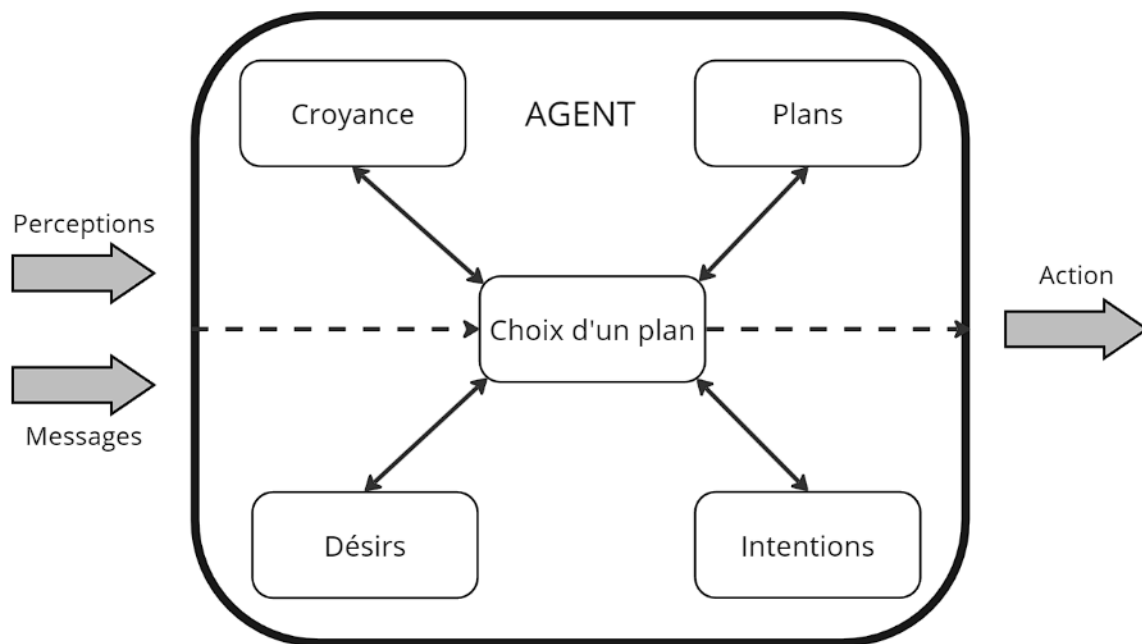 Croyance
AGENT
Plans
Perceptions
Choix d'un plan
Action
Messages
Désirs
Intentions